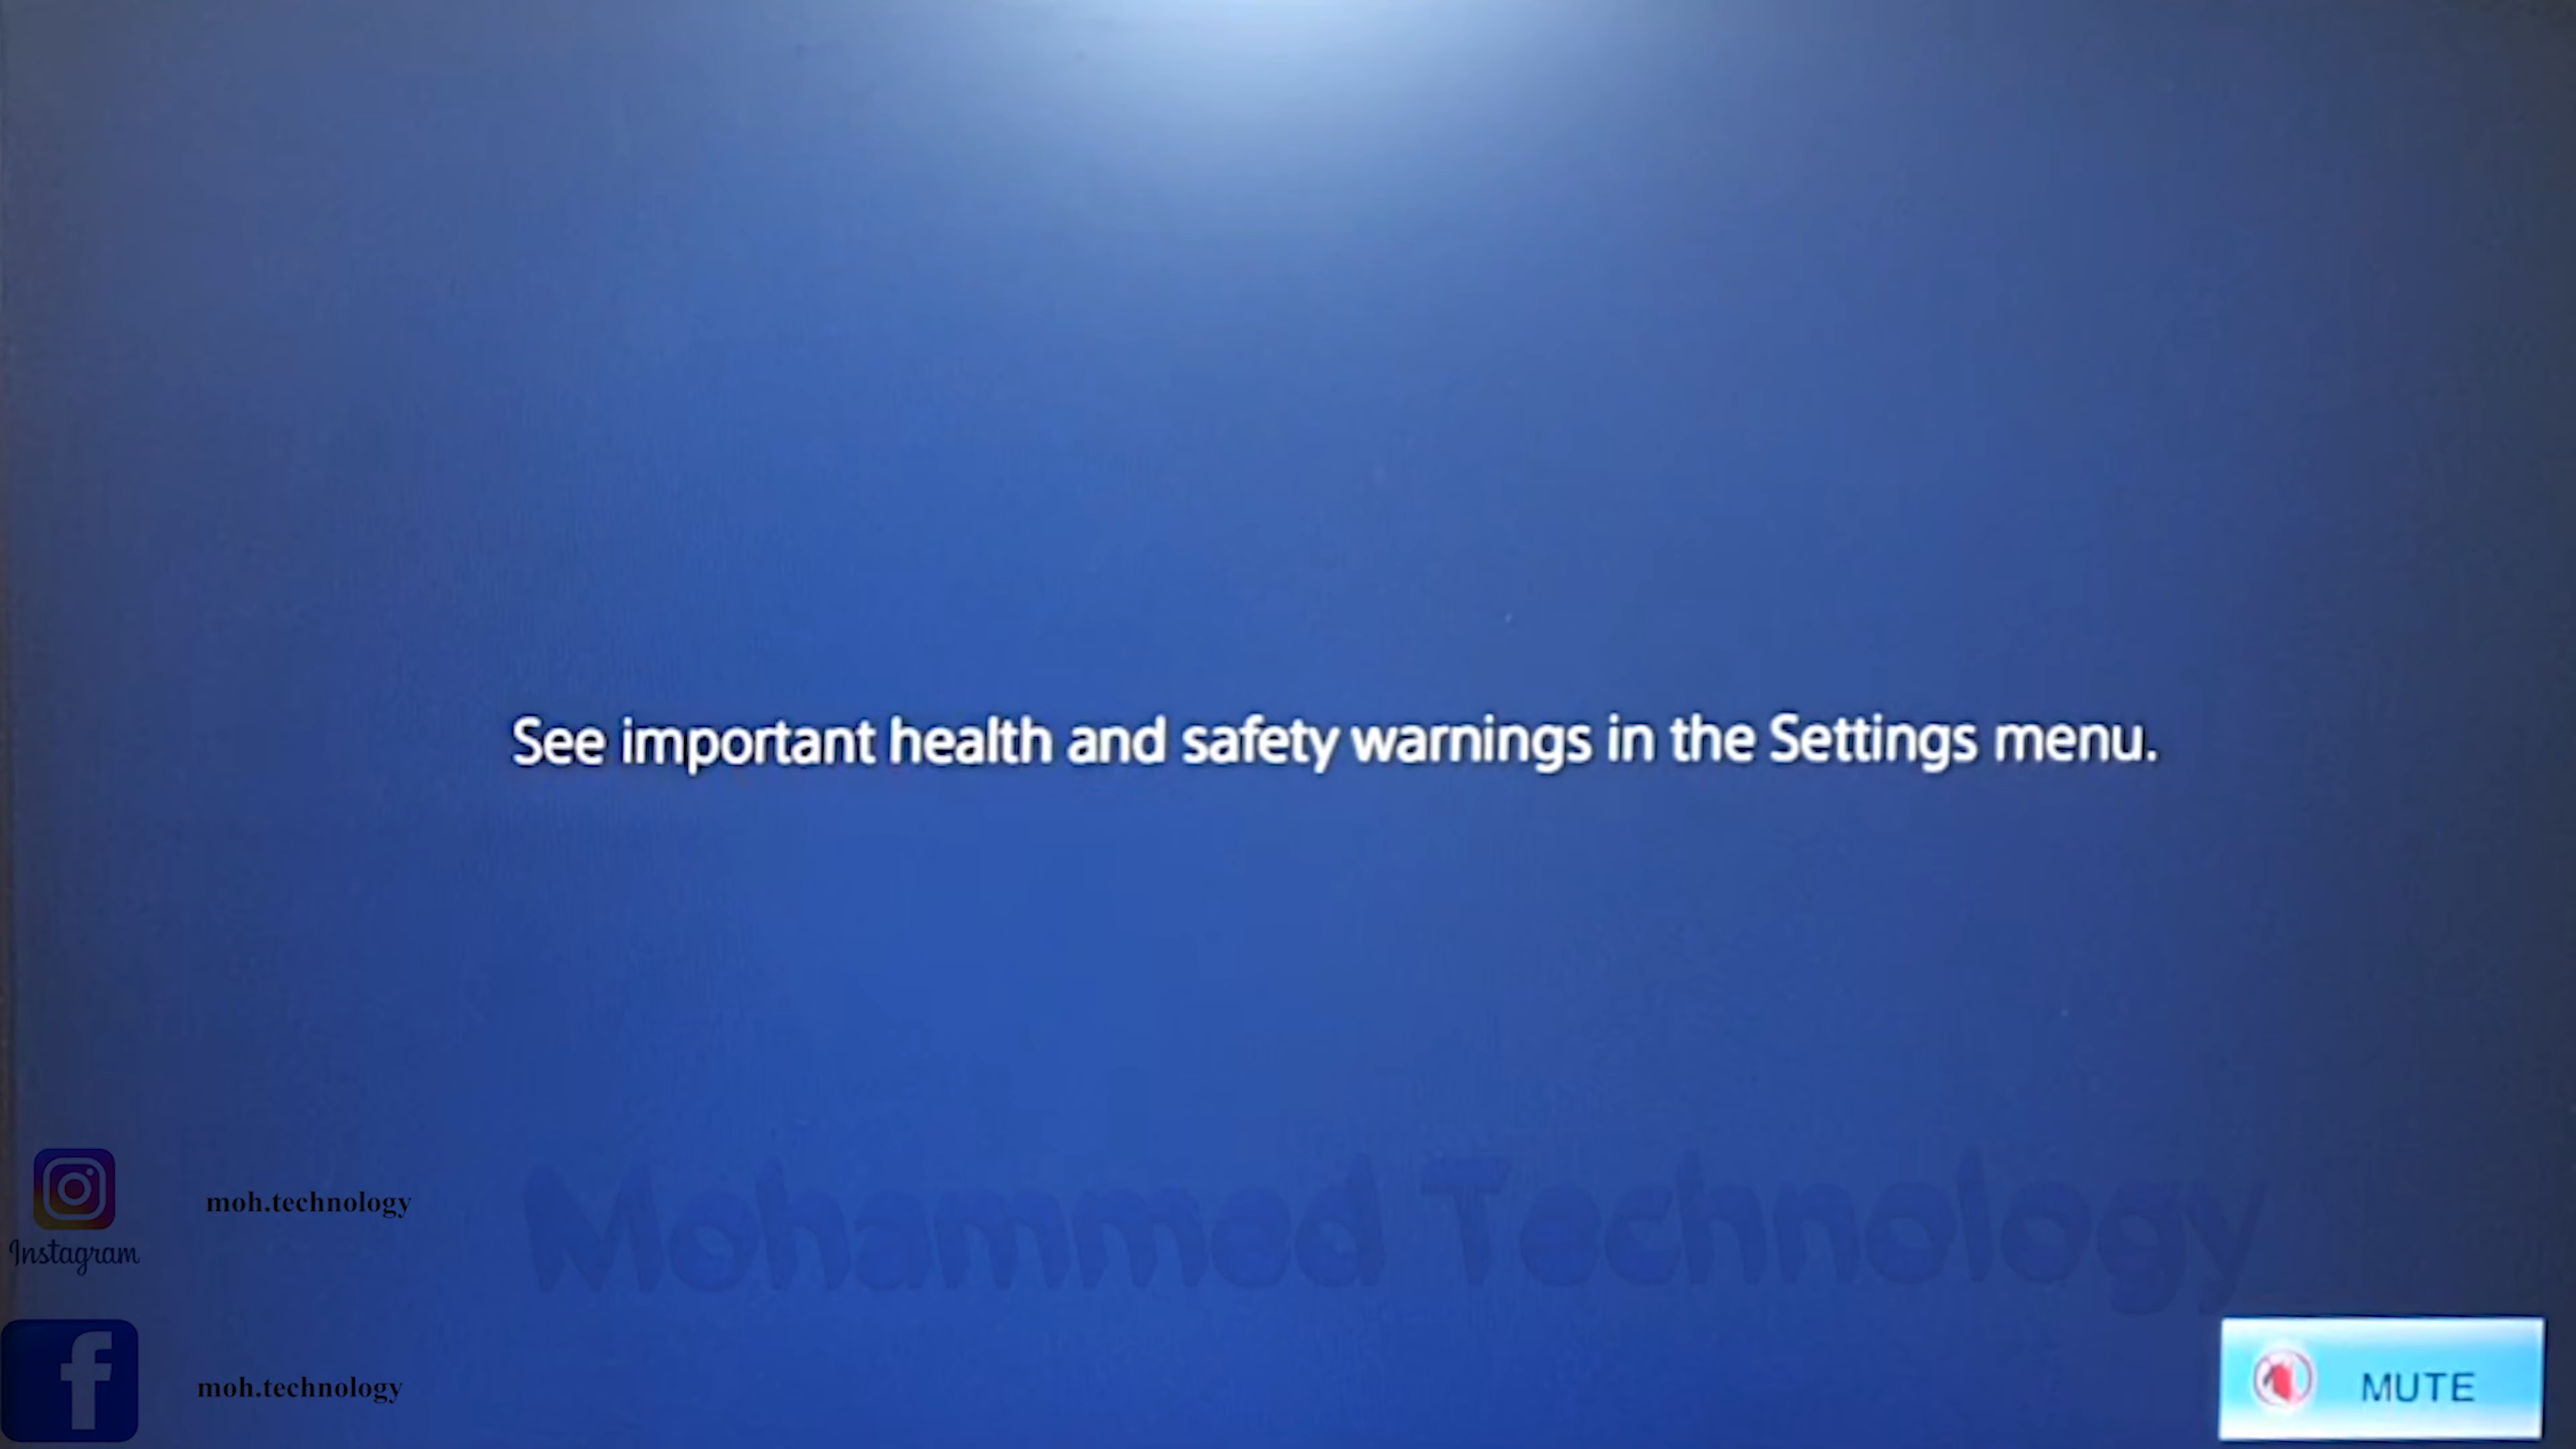 See important health and safety warnings in the Settings menu.
moh.technology
Instagram
Mohammed Technology
moh.technology
f
MUTE